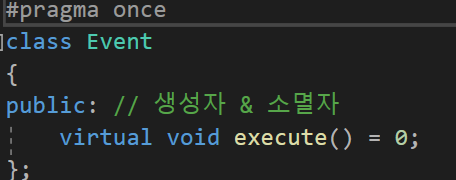 #pragma once
class Event
{
public: // 생성자 & 소멸자
    virtual void execute() = 0;
};